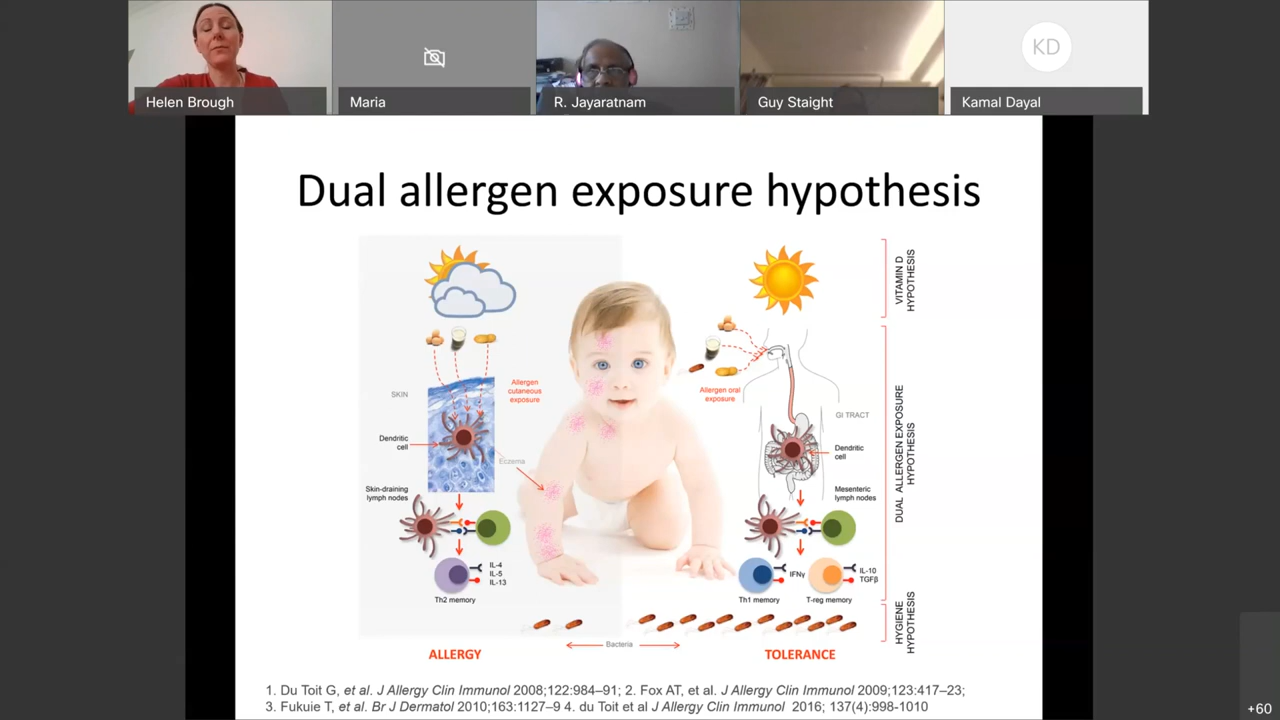 Helen Brough
Maria
R. Jayaratnam
Guy Staight
KD
Kamal Dayal
Dual allergen exposure hypothesis
VITAMIN D
HYPOTHESIS
SKIN
Allergen
cutaneous
exposure
Allergen oral
exposure
GI TRACT
Dendritic
cell
Eczema
Dendritic
cell
DUAL ALLERGEN EXPOSURE
HYPOTHESIS
Skin-draining
lymph nodes
Mesenteric
lymph nodes
IL-4
IL-5
IL-13
Th2 memory
IFNγ
Th1 memory
IL-10
TGFβ
T-reg memory
HYGIENE
HYPOTHESIS
Bacteria
ALLERGY
TOLERANCE
1. Du Toit G, et al. J Allergy Clin Immunol 2008;122:984–91; 2. Fox AT, et al. J Allergy Clin Immunol 2009;123:417–23;
3. Fukuie T, et al. Br J Dermatol 2010;163:1127–9 4. du Toit et al J Allergy Clin Immunol 2016; 137(4):998-1010
+60